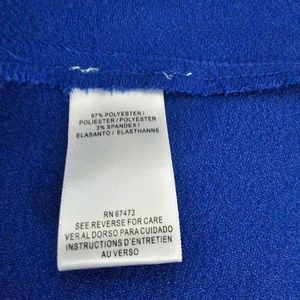 97% POLYESTER /
POLIESTER / POLYESTER
3% SPANDEX /
ELASANTO / ELASTHANNE
RN 67473
SEE REVERSE FOR CARE
VER AL DORSO PARA CUIDADO
INSTRUCTIONS D'ENTRETIEN
AU VERSO